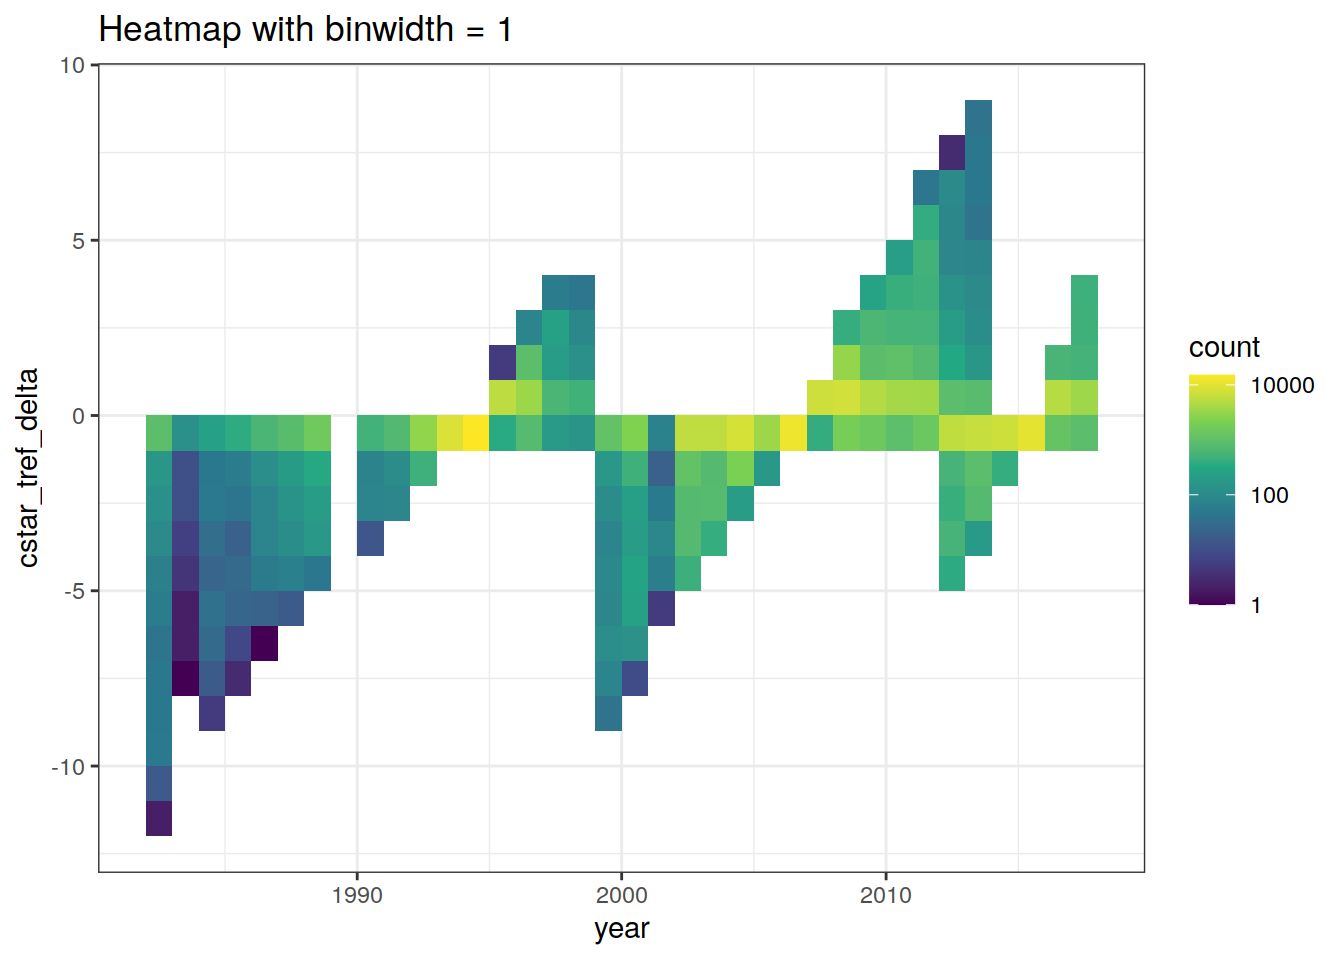 Heatmap with binwidth = 1
10
5
0
-5
-10
cstar_tref_delta
1990
2000
2010
year
count
10000
100
1